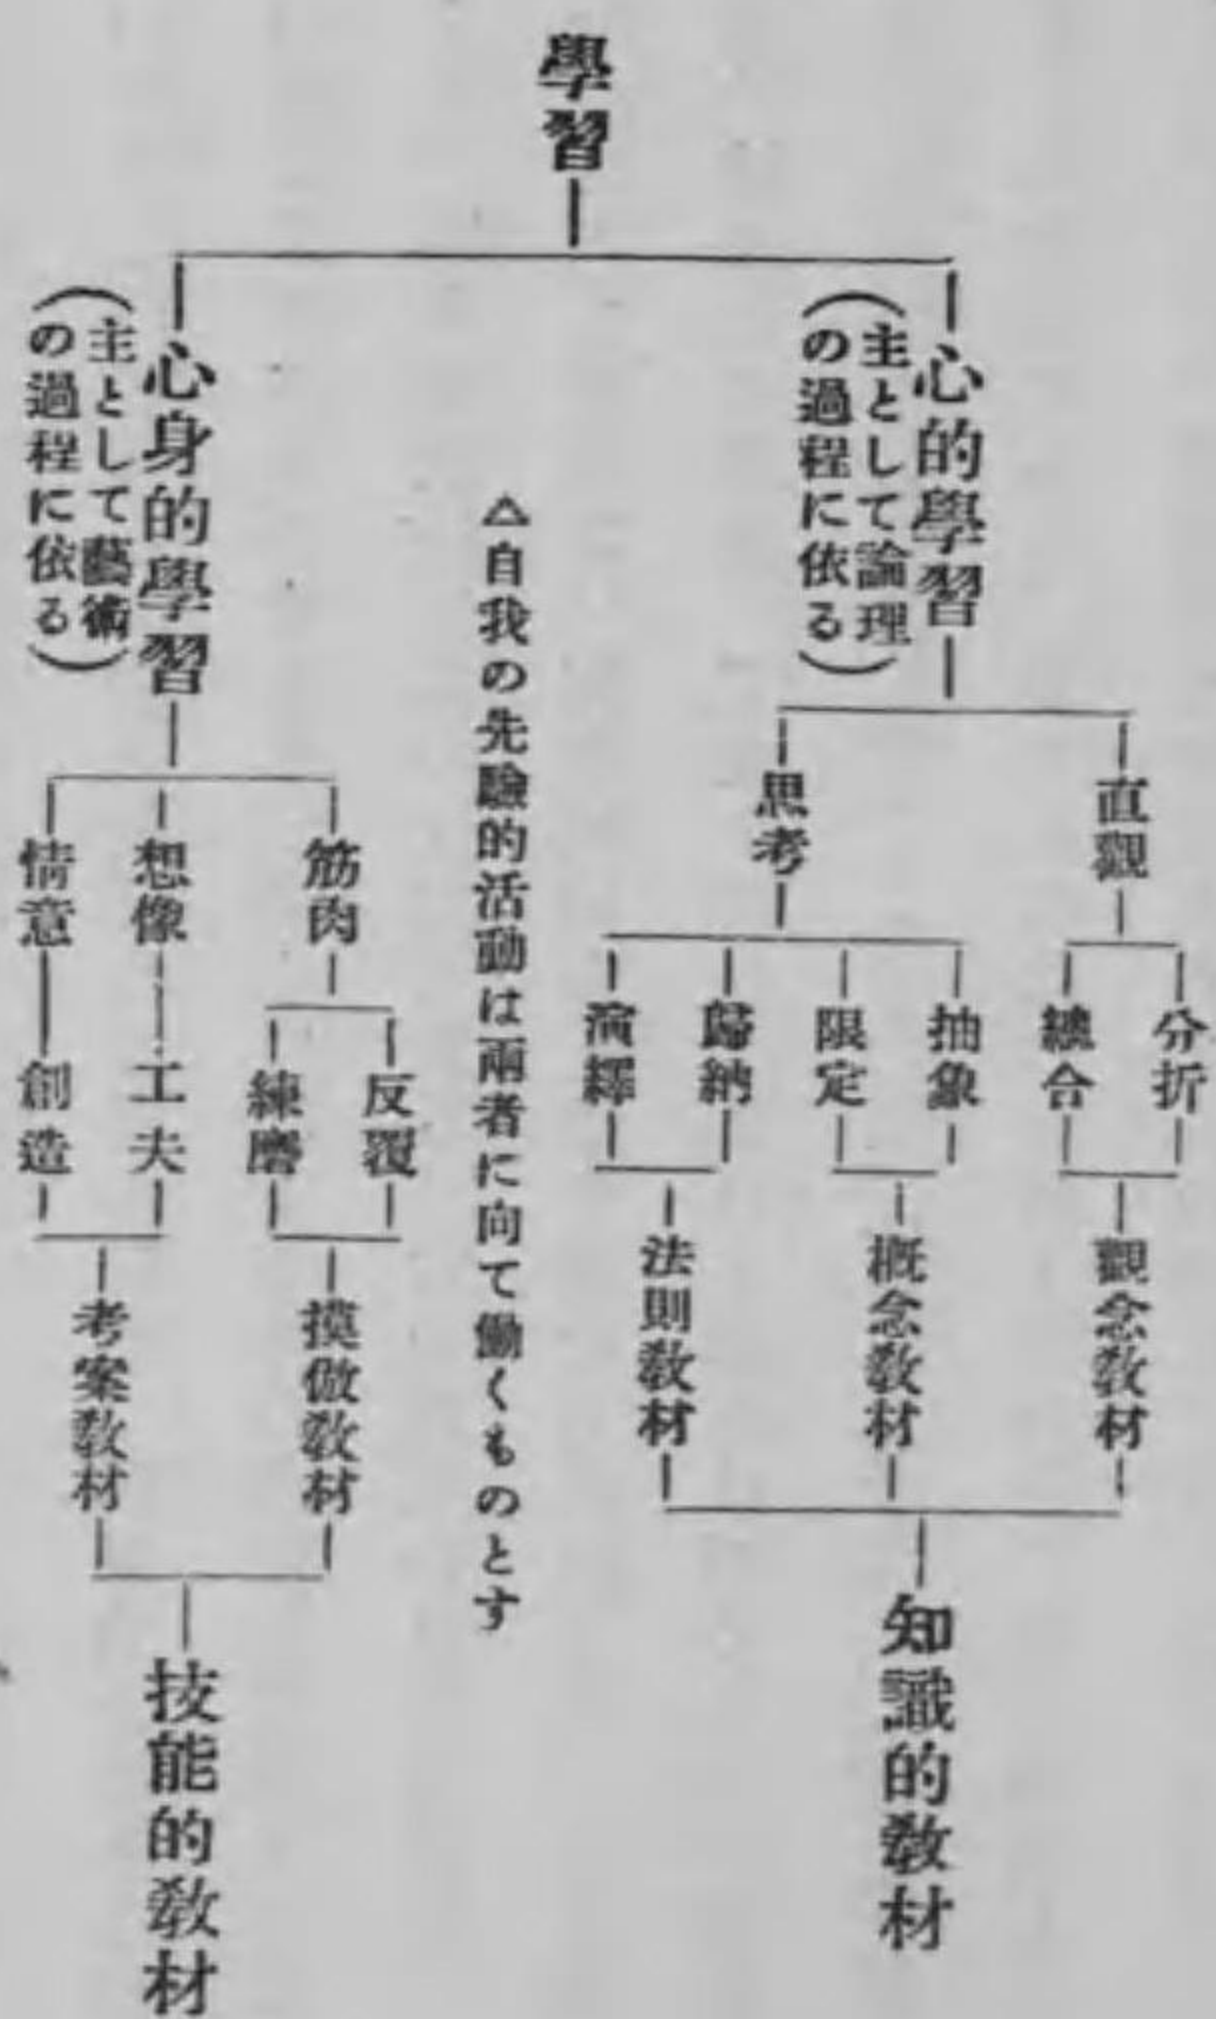 學習
心的學習
(主として論理
の過程に依る)
直觀
分折
總合
觀念教材
思考
抽象
限定
概念教材
歸納
演繹
法則教材
知識的教材
△自我の先驗的活動は兩者に向て働くものとす
心身的學習
(主として藝術
の過程に依る)
筋肉
反覆
練磨
摸倣教材
想像
工夫
情意
創造
考案教材
技能的教材